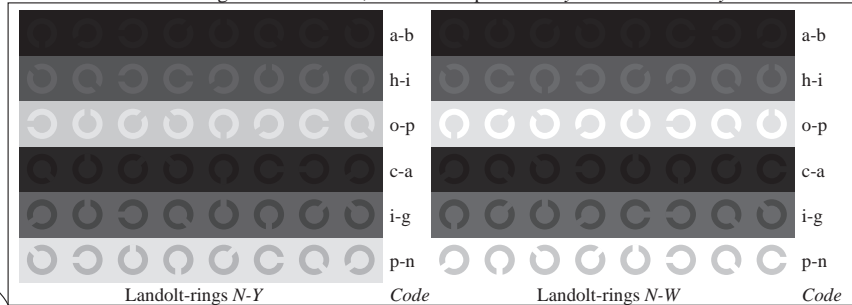 a-b a-b
h-i h-i
o-p o-p
c-a c-a
i-g i-g
p-n p-n
Landolt-rings N-Y Code Landolt-rings N-W Code